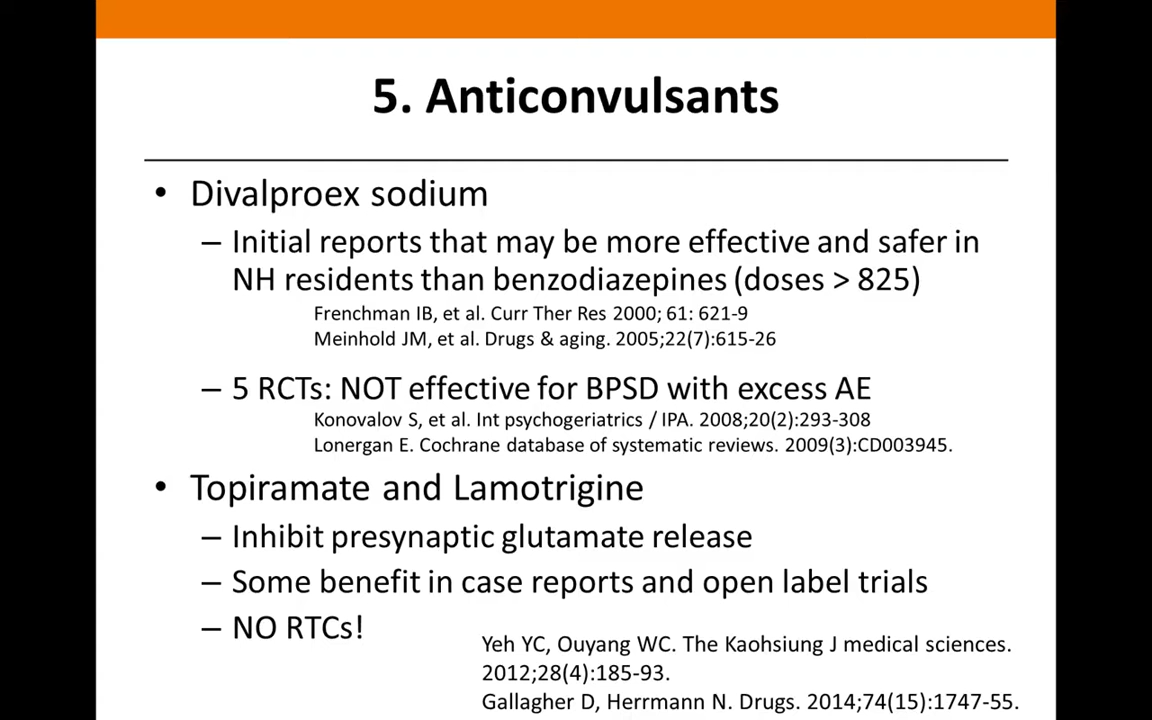 5. Anticonvulsants
• Divalproex sodium
– Initial reports that may be more effective and safer in
NH residents than benzodiazepines (doses > 825)
Frenchman IB, et al. Curr Ther Res 2000; 61: 621-9
Meinhold JM, et al. Drugs & aging. 2005;22(7):615-26
– 5 RCTs: NOT effective for BPSD with excess AE
Konovalov S, et al. Int psychogeriatrics / IPA. 2008;20(2):293-308
Lonergan E. Cochrane database of systematic reviews. 2009(3):CD003945.
• Topiramate and Lamotrigine
– Inhibit presynaptic glutamate release
– Some benefit in case reports and open label trials
– NO RTCs!
Yeh YC, Ouyang WC. The Kaohsiung J medical sciences.
2012;28(4):185-93.
Gallagher D, Herrmann N. Drugs. 2014;74(15):1747-55.